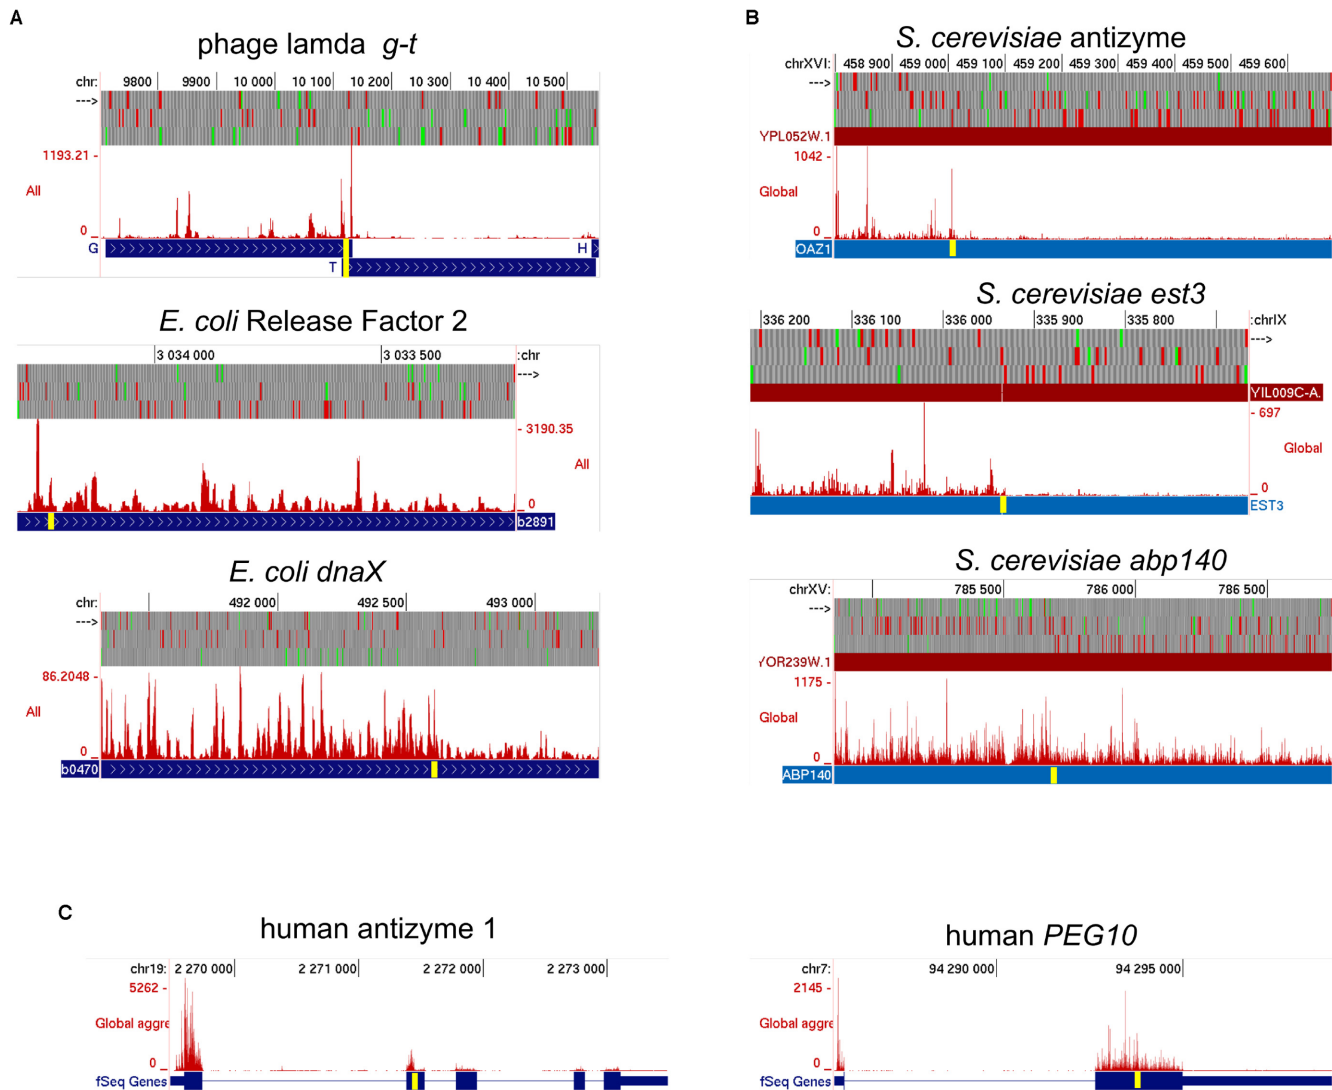 A
phage lamda g-t
chr: 9800 9900 10 000 10 100 10 200 10 300 10 400 10 500
--->
1193.21 -
All
0
G H
T
E. coli Release Factor 2
3 034 000 3 033 500 :chr
--->
- 3190.35
All
0
b2891
E. coli dnaX
chr: 492 000 492 500 493 000
--->
86.2048 -
All
0
b0470
B
S. cerevisiae antizyme
chrXVI: 458 900 459 000 459 100 459 200 459 300 459 400 459 500 459 600
--->
YPL052W.1
1042 -
Global
0
OAZ1
S. cerevisiae est3
336 200 336 100 336 000 335 900 335 800 :chrIX
--->
YIL009C-A.
- 697
Global
0
EST3
S. cerevisiae abp140
chrXV: 785 500 786 000 786 500
--->
YOR239W.1
1175 -
Global
0
ABP140
C
human antizyme 1
chr19: 2 270 000 2 271 000 2 272 000 2 273 000
5262 -
Global aggre
0
fSeq Genes
human PEG10
chr7: 94 290 000 94 295 000
2145 -
Global aggre
0
fSeq Genes